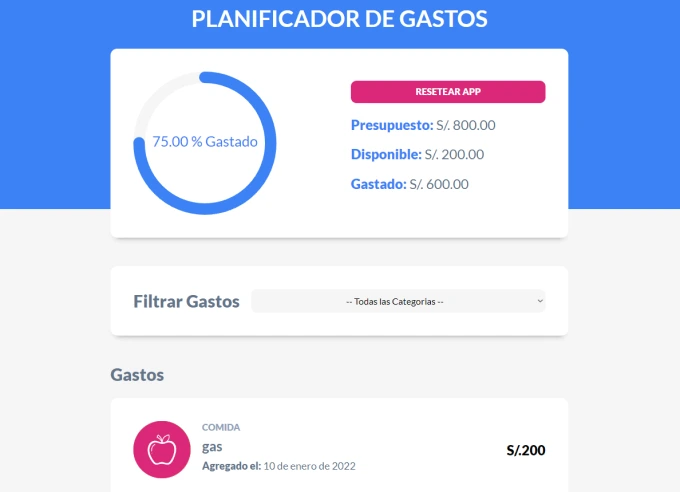 PLANIFICADOR DE GASTOS
75.00 % Gastado
RESETEAR APP
Presupuesto: S/. 800.00
Disponible: S/. 200.00
Gastado: S/. 600.00
Filtrar Gastos
-- Todas las Categorias --
Gastos
COMIDA
gas
Agregado el: 10 de enero de 2022
S/.200